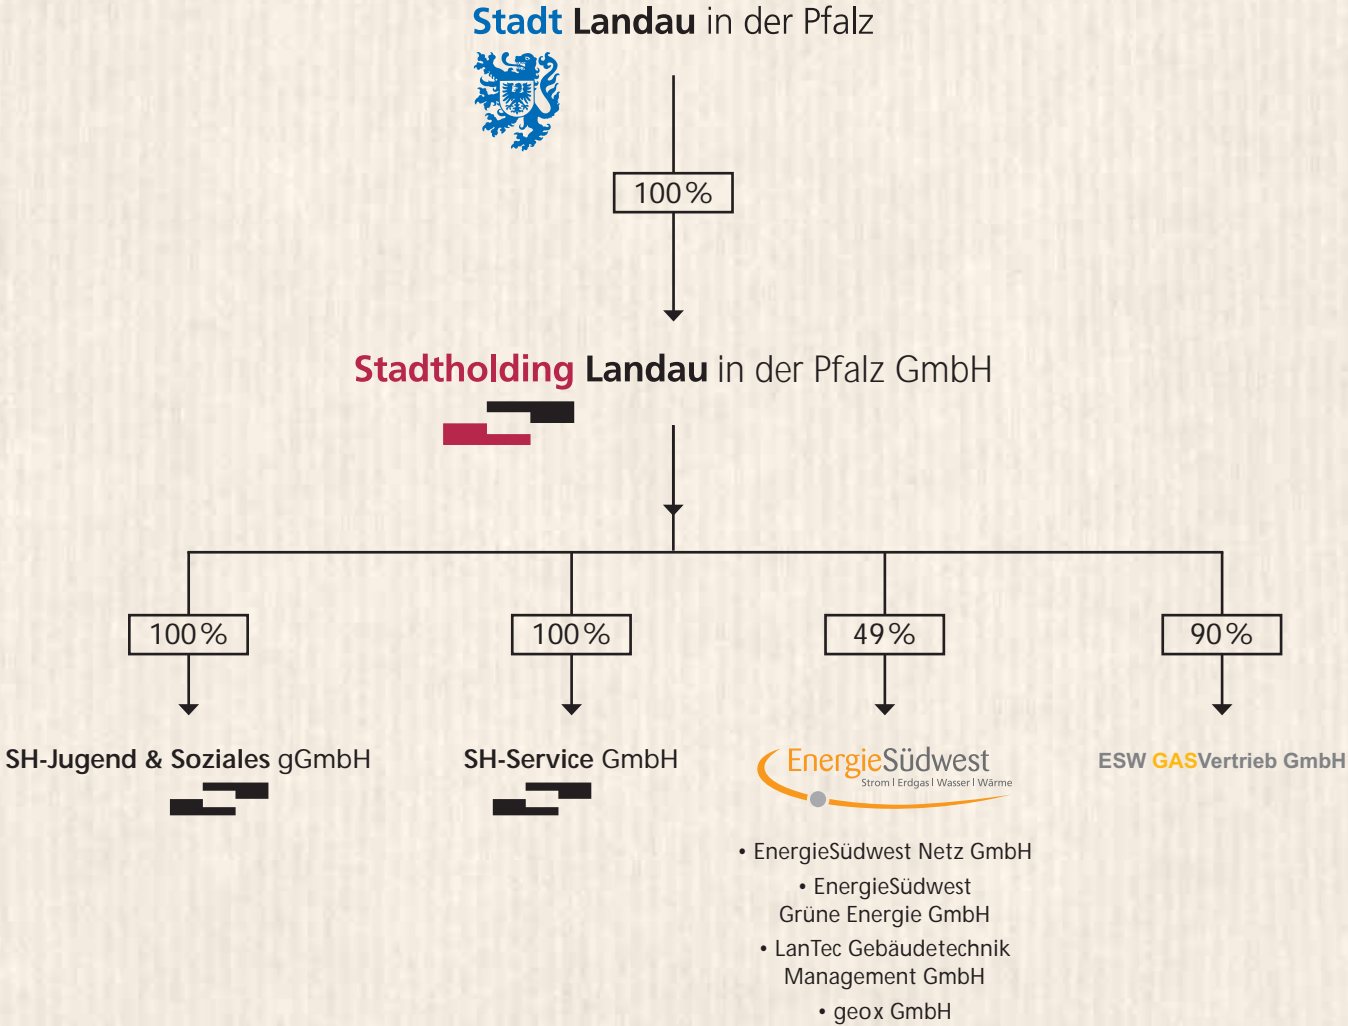 Stadt Landau in der Pfalz
100%
Stadtholding Landau in der Pfalz GmbH
100%
100%
49%
90%
SH-Jugend & Soziales gGmbH
SH-Service GmbH
EnergieSüdwest
Strom | Erdgas | Wasser | Wärme
ESW GASVertrieb GmbH
• EnergieSüdwest Netz GmbH
• EnergieSüdwest
Grüne Energie GmbH
• LanTec Gebäudetechnik
Management GmbH
• geox GmbH